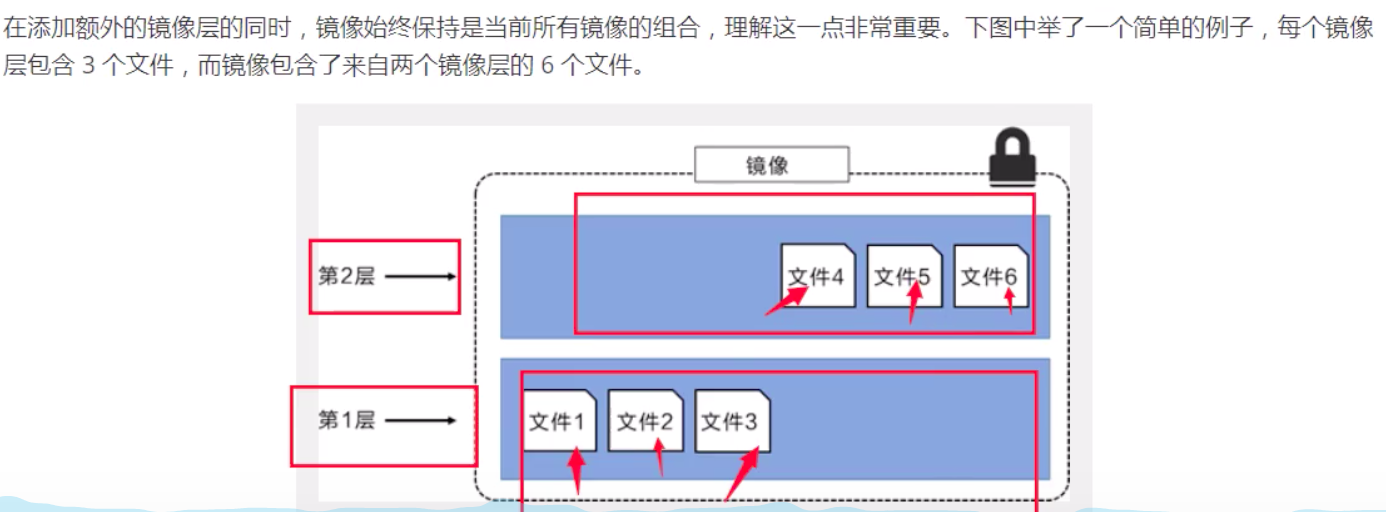 在添加额外的镜像层的同时，镜像始终保持是当前所有镜像的组合，理解这一点非常重要。下图中举了一个简单的例子，每个镜像
层包含 3 个文件，而镜像包含了来自两个镜像层的 6 个文件。
镜像
第2层
文件4 文件5 文件6
第1层
文件1 文件2 文件3